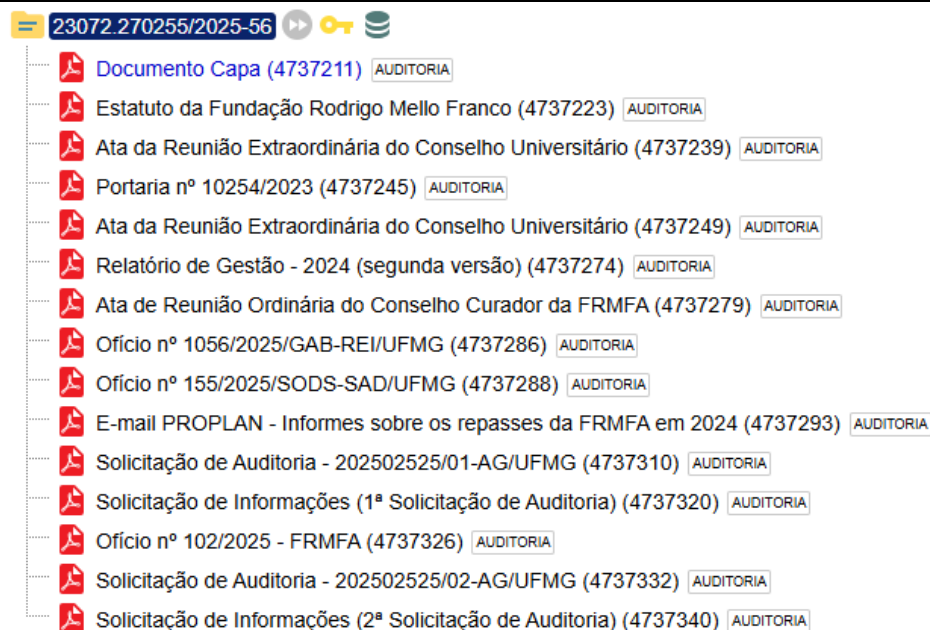 23072.270255/2025-56
Documento Capa (4737211) AUDITORIA
Estatuto da Fundação Rodrigo Mello Franco (4737223) AUDITORIA
Ata da Reunião Extraordinária do Conselho Universitário (4737239) AUDITORIA
Portaria nº 10254/2023 (4737245) AUDITORIA
Ata da Reunião Extraordinária do Conselho Universitário (4737249) AUDITORIA
Relatório de Gestão - 2024 (segunda versão) (4737274) AUDITORIA
Ata de Reunião Ordinária do Conselho Curador da FRMFA (4737279) AUDITORIA
Ofício nº 1056/2025/GAB-REI/UFMG (4737286) AUDITORIA
Ofício nº 155/2025/SODS-SAD/UFMG (4737288) AUDITORIA
E-mail PROPLAN - Informes sobre os repasses da FRMFA em 2024 (4737293) AUDITORIA
Solicitação de Auditoria - 202502525/01-AG/UFMG (4737310) AUDITORIA
Solicitação de Informações (1ª Solicitação de Auditoria) (4737320) AUDITORIA
Ofício nº 102/2025 - FRMFA (4737326) AUDITORIA
Solicitação de Auditoria - 202502525/02-AG/UFMG (4737332) AUDITORIA
Solicitação de Informações (2ª Solicitação de Auditoria) (4737340) AUDITORIA